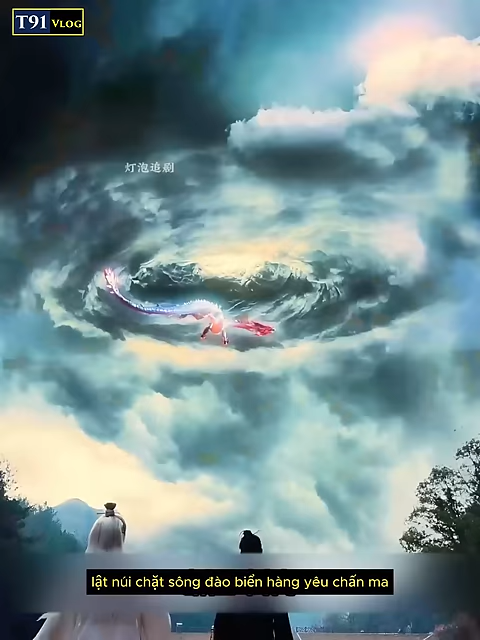 T91 VLOG
灯泡追剧
lật núi chặt sông đào biển hàng yêu chấn ma